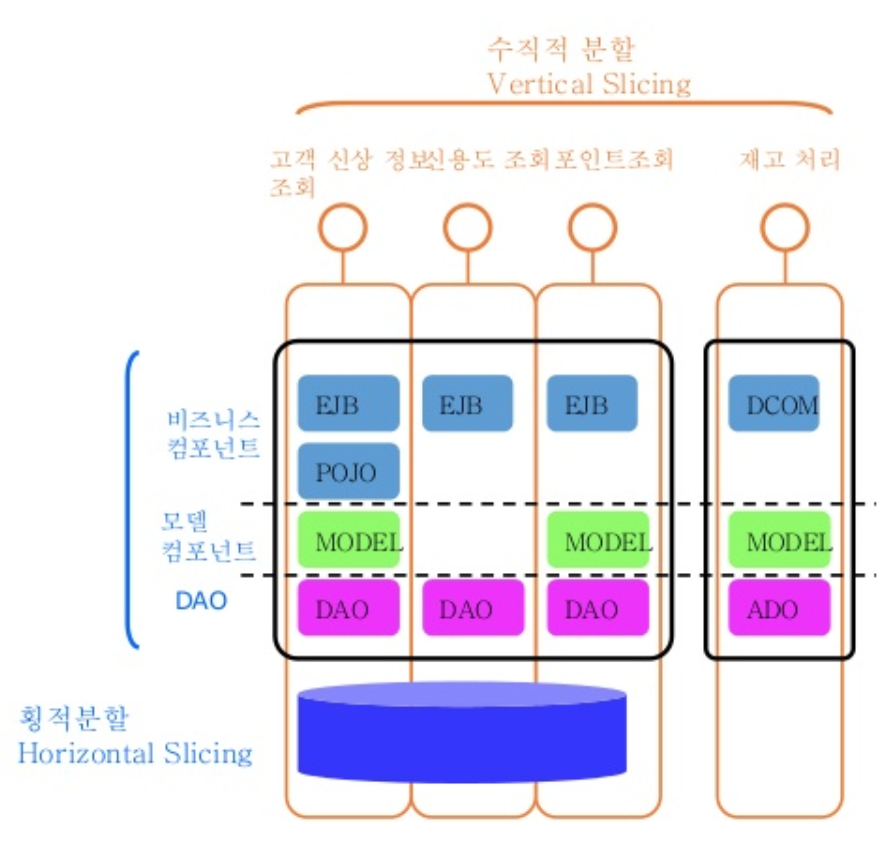 수직적 분할
Vertical Slicing
고객 신상 정보
조회
신용도 조회
포인트조회
재고 처리
비즈니스
컴포넌트
EJB
EJB
EJB
DCOM
POJO
모델
컴포넌트
MODEL
MODEL
MODEL
DAO
DAO
DAO
DAO
ADO
횡적분할
Horizontal Slicing